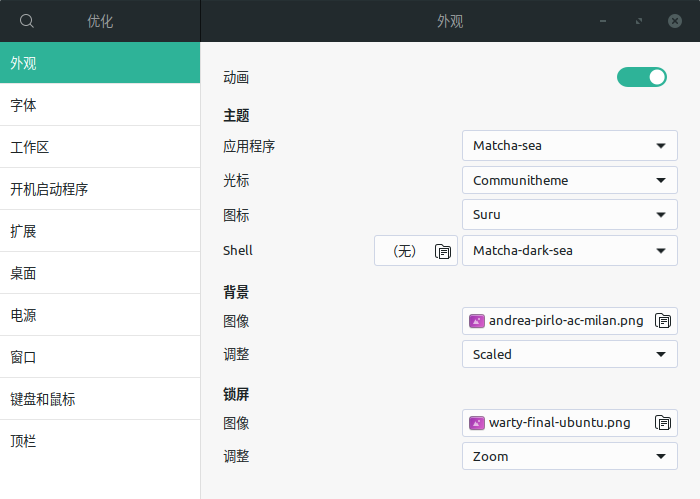 优化
外观
外观
字体
工作区
开机启动程序
扩展
桌面
电源
窗口
键盘和鼠标
顶栏
动画
主题
应用程序 Matcha-sea
光标 Communitheme
图标 Suru
Shell （无） Matcha-dark-sea
背景
图像 andrea-pirlo-ac-milan.png
调整 Scaled
锁屏
图像 warty-final-ubuntu.png
调整 Zoom